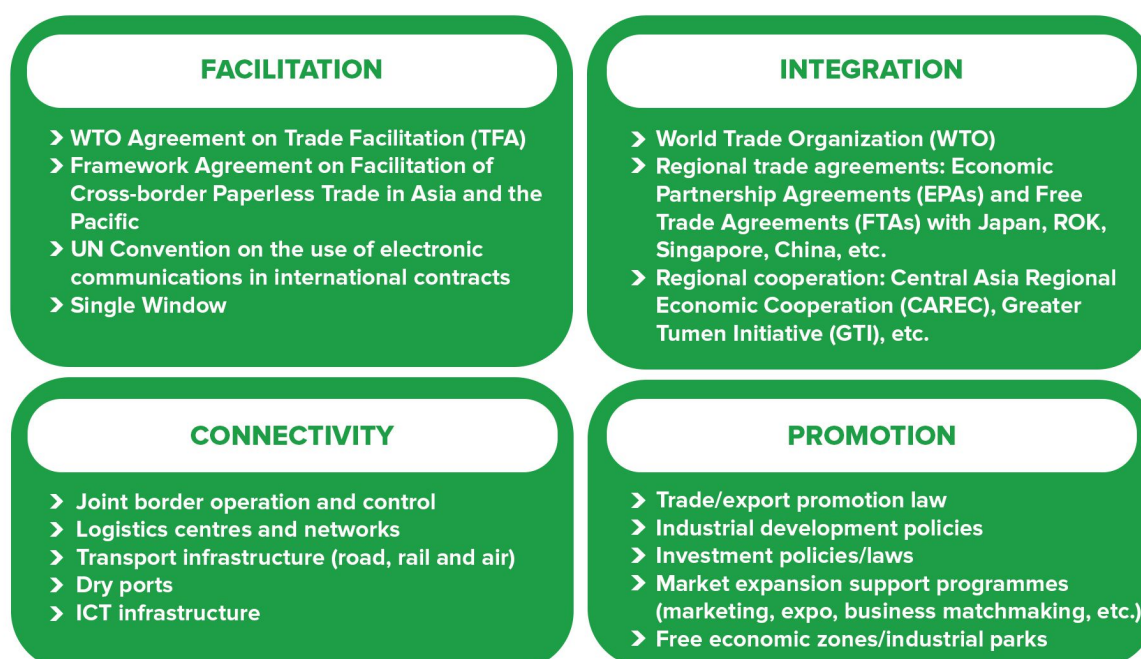 FACILITATION
> WTO Agreement on Trade Facilitation (TFA)
> Framework Agreement on Facilitation of
Cross-border Paperless Trade in Asia and the
Pacific
> UN Convention on the use of electronic
communications in international contracts
> Single Window
INTEGRATION
> World Trade Organization (WTO)
> Regional trade agreements: Economic
Partnership Agreements (EPAs) and Free
Trade Agreements (FTAs) with Japan, ROK,
Singapore, China, etc.
> Regional cooperation: Central Asia Regional
Economic Cooperation (CAREC), Greater
Tumen Initiative (GTI), etc.
CONNECTIVITY
> Joint border operation and control
> Logistics centres and networks
> Transport infrastructure (road, rail and air)
> Dry ports
> ICT infrastructure
PROMOTION
> Trade/export promotion law
> Industrial development policies
> Investment policies/laws
> Market expansion support programmes
(marketing, expo, business matchmaking, etc.)
> Free economic zones/industrial parks